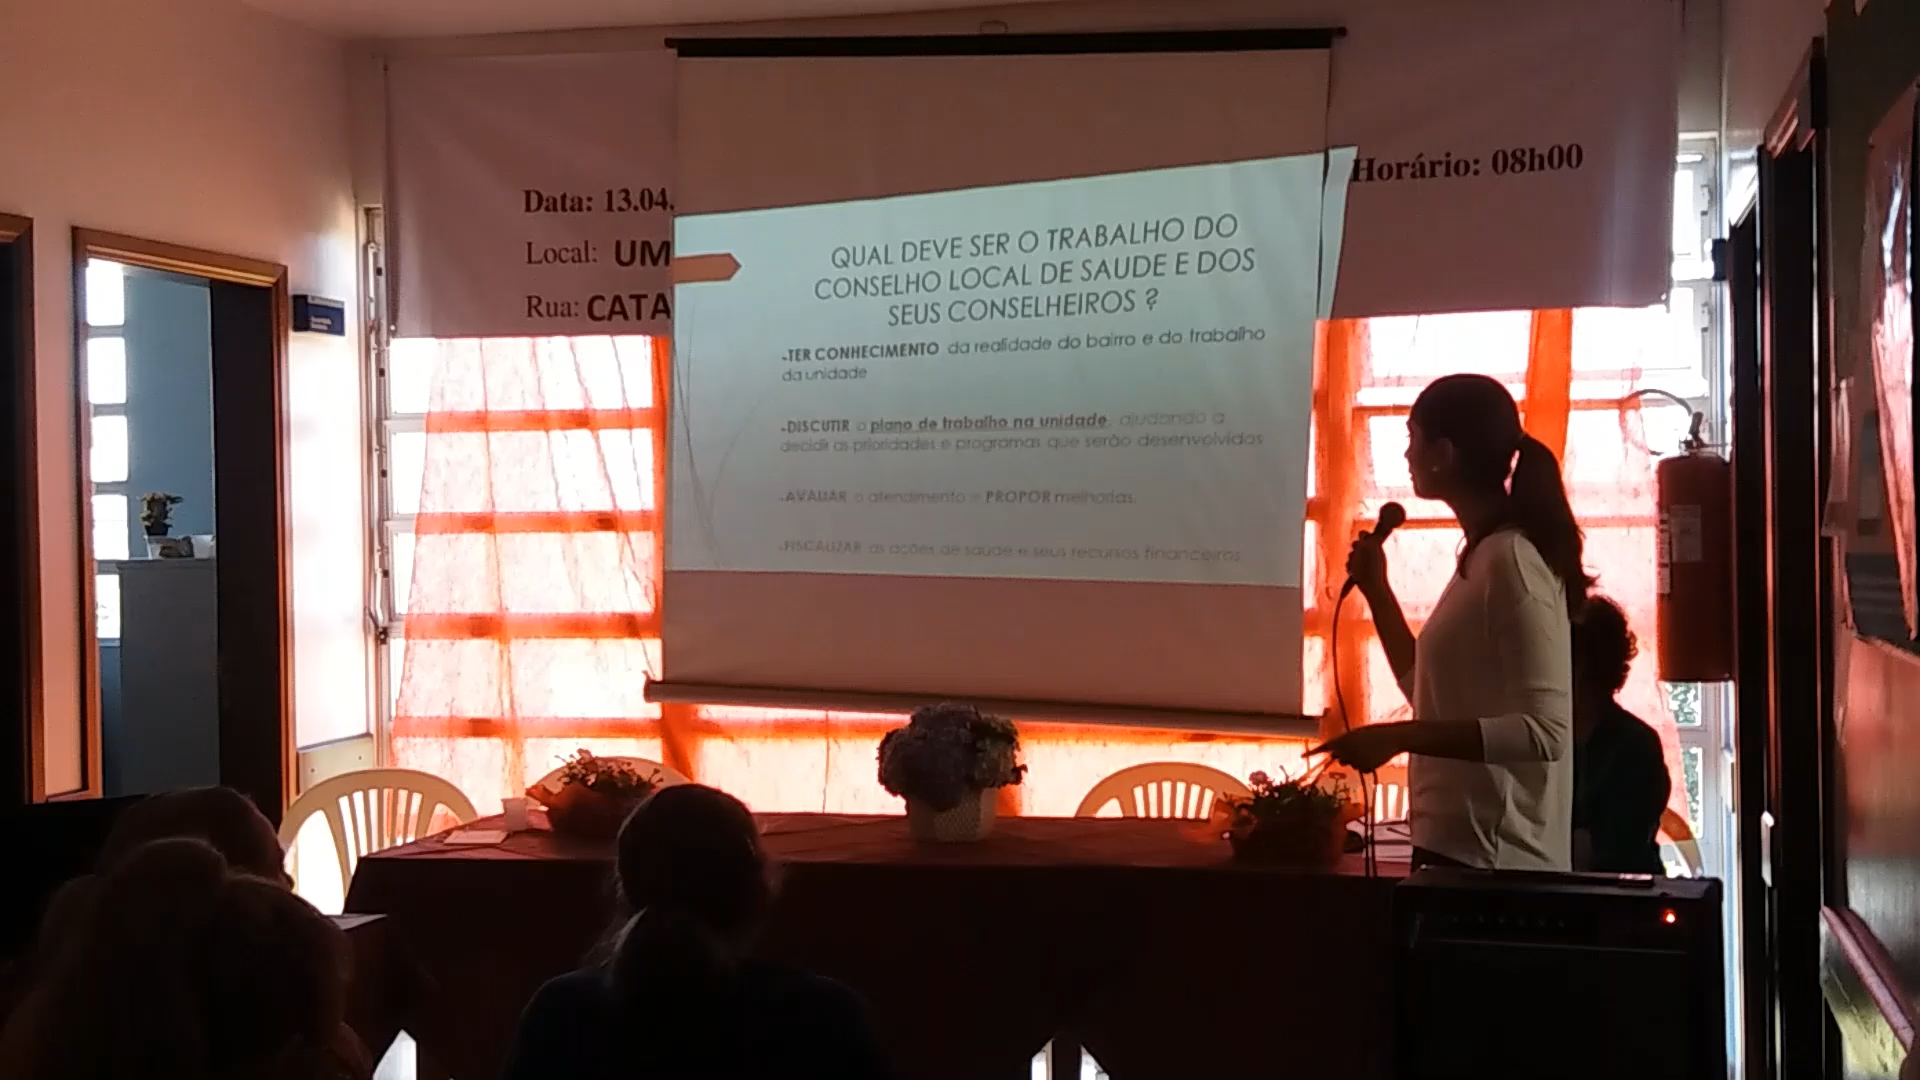 Data: 13.04.
Local: UM
Rua: CATA
Horário: 08h00
QUAL DEVE SER O TRABALHO DO
CONSELHO LOCAL DE SAUDE E DOS
SEUS CONSELHEIROS ?
-TER CONHECIMENTO da realidade do bairro e do trabalho
da unidade
-DISCUTIR o plano de trabalho na unidade, ajudando a
decidir as prioridades e programas que serão desenvolvidos
-AVALIAR o atendimento e PROPOR melhorias.
-FISCALIZAR as ações de saude e seus recursos financeiros